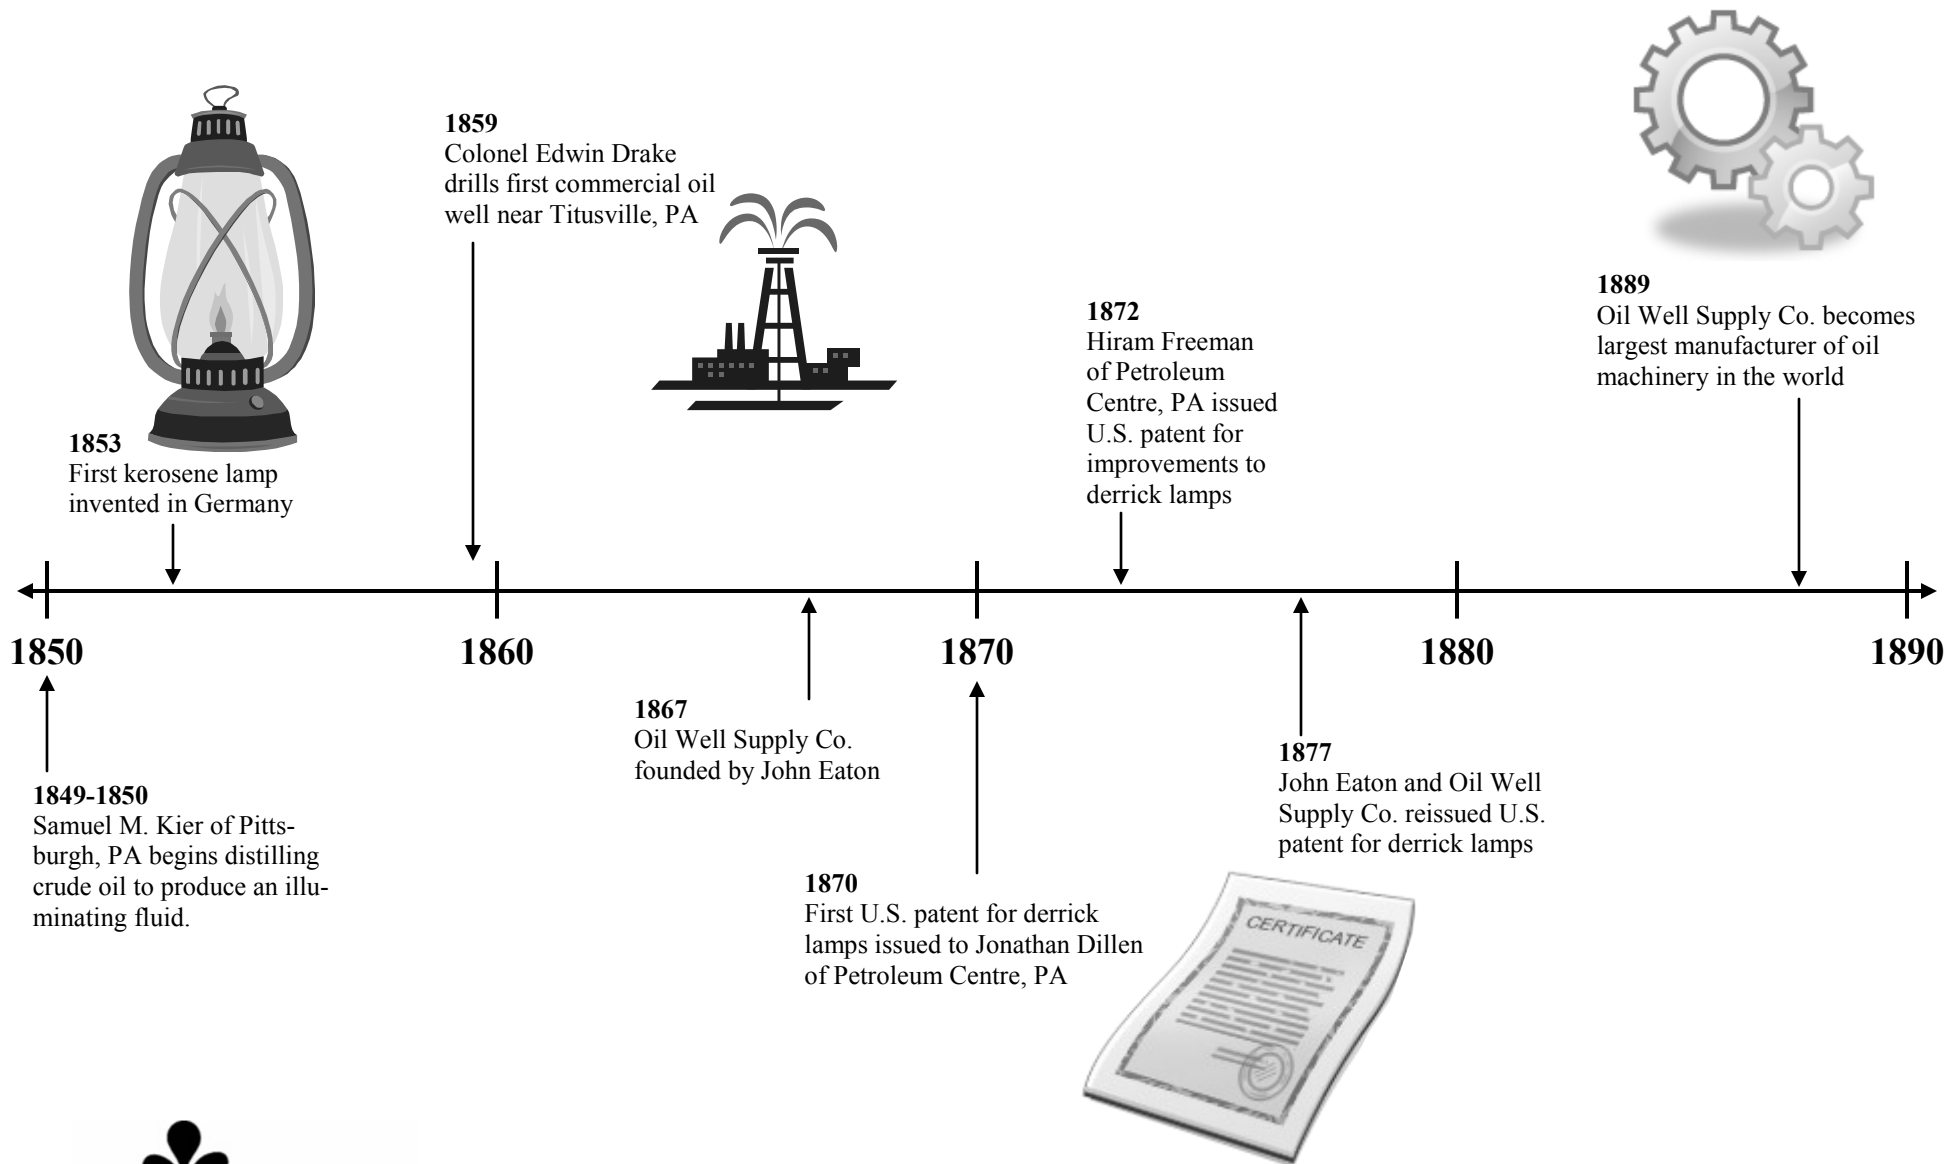 1859
Colonel Edwin Drake
drills first commercial oil
well near Titusville, PA
1889
Oil Well Supply Co. becomes
largest manufacturer of oil
machinery in the world
1872
Hiram Freeman
of Petroleum
Centre, PA issued
U.S. patent for
improvements to
derrick lamps
1853
First kerosene lamp
invented in Germany
1850
1860
1870
1880
1890
1849-1850
Samuel M. Kier of Pitts-
burgh, PA begins distilling
crude oil to produce an illu-
minating fluid.
1867
Oil Well Supply Co.
founded by John Eaton
1870
First U.S. patent for derrick
lamps issued to Jonathan Dillen
of Petroleum Centre, PA
1877
John Eaton and Oil Well
Supply Co. reissued U.S.
patent for derrick lamps
CERTIFICATE